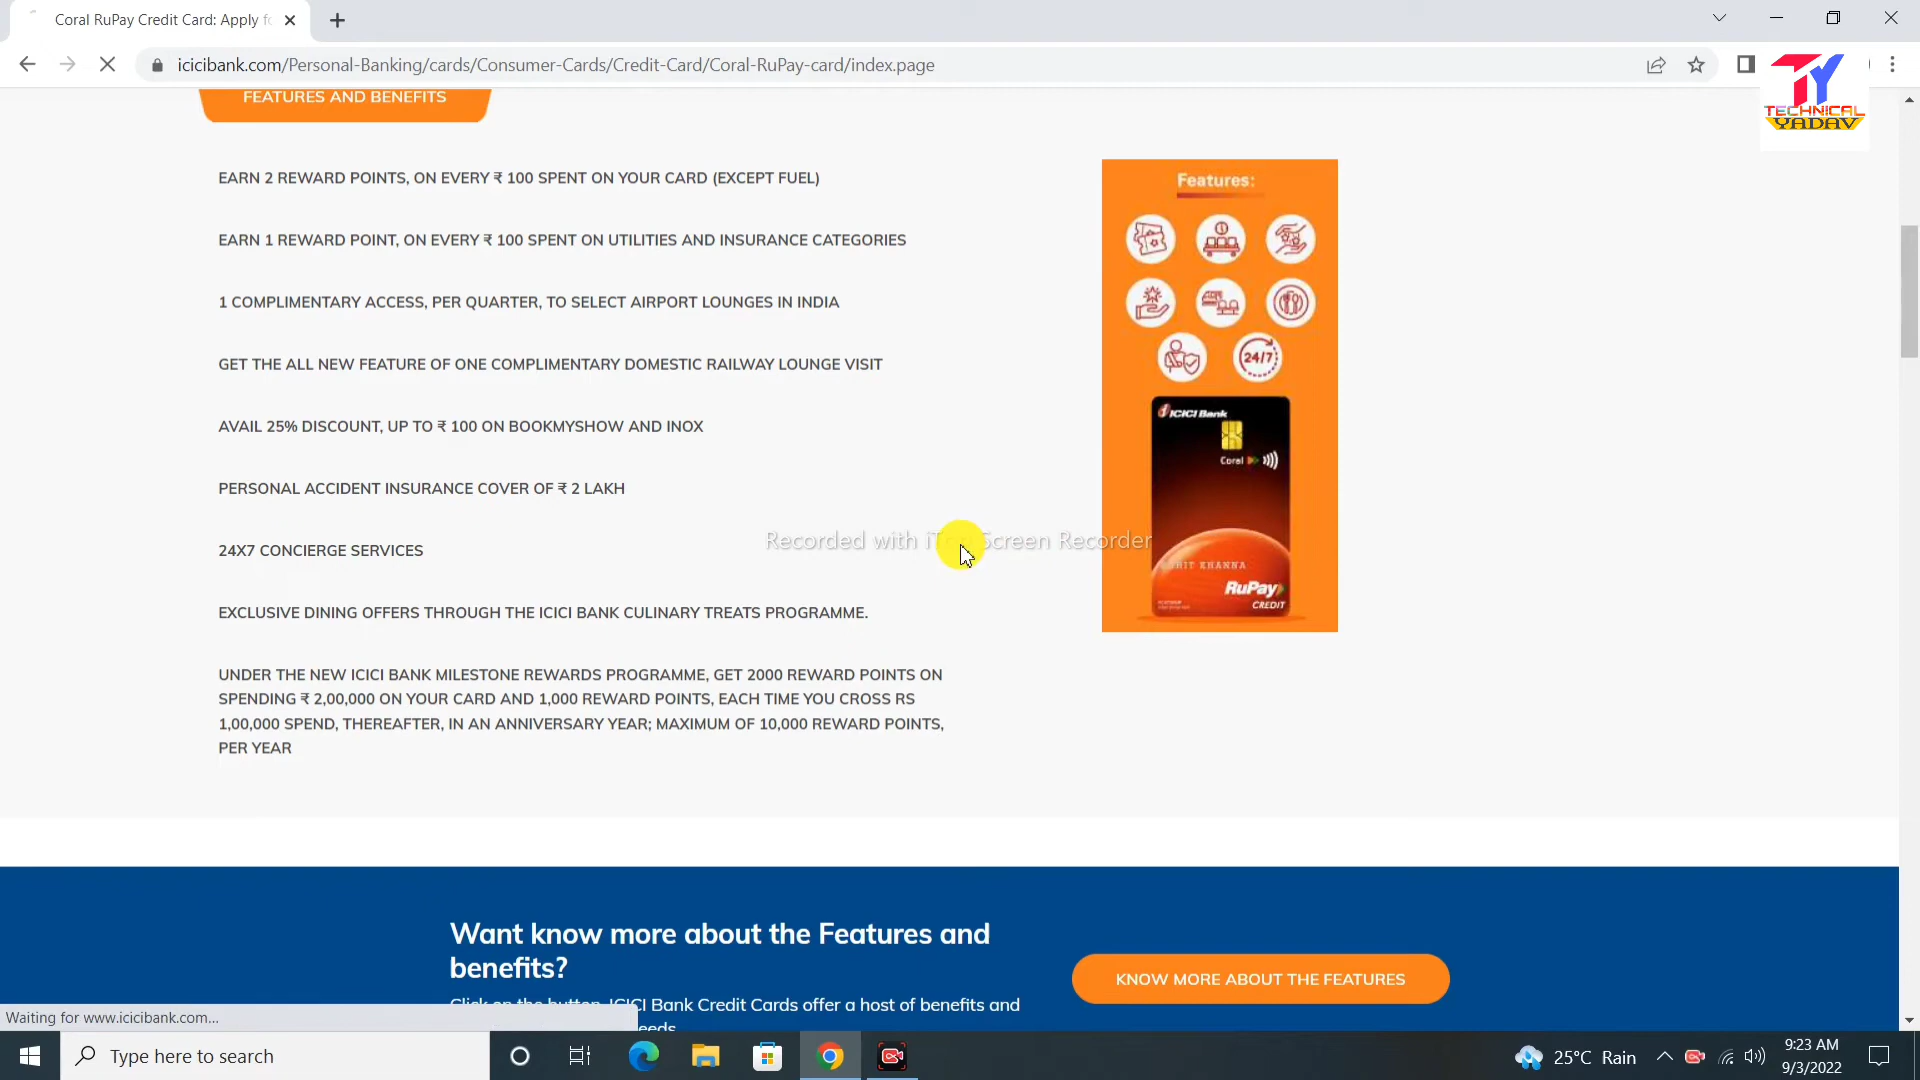 Coral RuPay Credit Card: Apply fo
icicibank.com/Personal-Banking/cards/Consumer-Cards/Credit-Card/Coral-RuPay-card/index.page
TY
TECHNICAL
YADAV
FEATURES AND BENEFITS
EARN 2 REWARD POINTS, ON EVERY ₹ 100 SPENT ON YOUR CARD (EXCEPT FUEL)
EARN 1 REWARD POINT, ON EVERY ₹ 100 SPENT ON UTILITIES AND INSURANCE CATEGORIES
1 COMPLIMENTARY ACCESS, PER QUARTER, TO SELECT AIRPORT LOUNGES IN INDIA
GET THE ALL NEW FEATURE OF ONE COMPLIMENTARY DOMESTIC RAILWAY LOUNGE VISIT
AVAIL 25% DISCOUNT, UP TO ₹ 100 ON BOOKMYSHOW AND INOX
PERSONAL ACCIDENT INSURANCE COVER OF ₹ 2 LAKH
24X7 CONCIERGE SERVICES
EXCLUSIVE DINING OFFERS THROUGH THE ICICI BANK CULINARY TREATS PROGRAMME.
UNDER THE NEW ICICI BANK MILESTONE REWARDS PROGRAMME, GET 2000 REWARD POINTS ON
SPENDING ₹ 2,00,000 ON YOUR CARD AND 1,000 REWARD POINTS, EACH TIME YOU CROSS RS
1,00,000 SPEND, THEREAFTER, IN AN ANNIVERSARY YEAR; MAXIMUM OF 10,000 REWARD POINTS,
PER YEAR
Features:
24/7
ICICI Bank
Coral
KHANNA
RuPay
CREDIT
Recorded with Screen Recorder
Want know more about the Features and
benefits?
Click on the button. ICICI Bank Credit Cards offer a host of benefits and
KNOW MORE ABOUT THE FEATURES
Waiting for www.icicibank.com...
Type here to search
25°C Rain
9:23 AM
9/3/2022